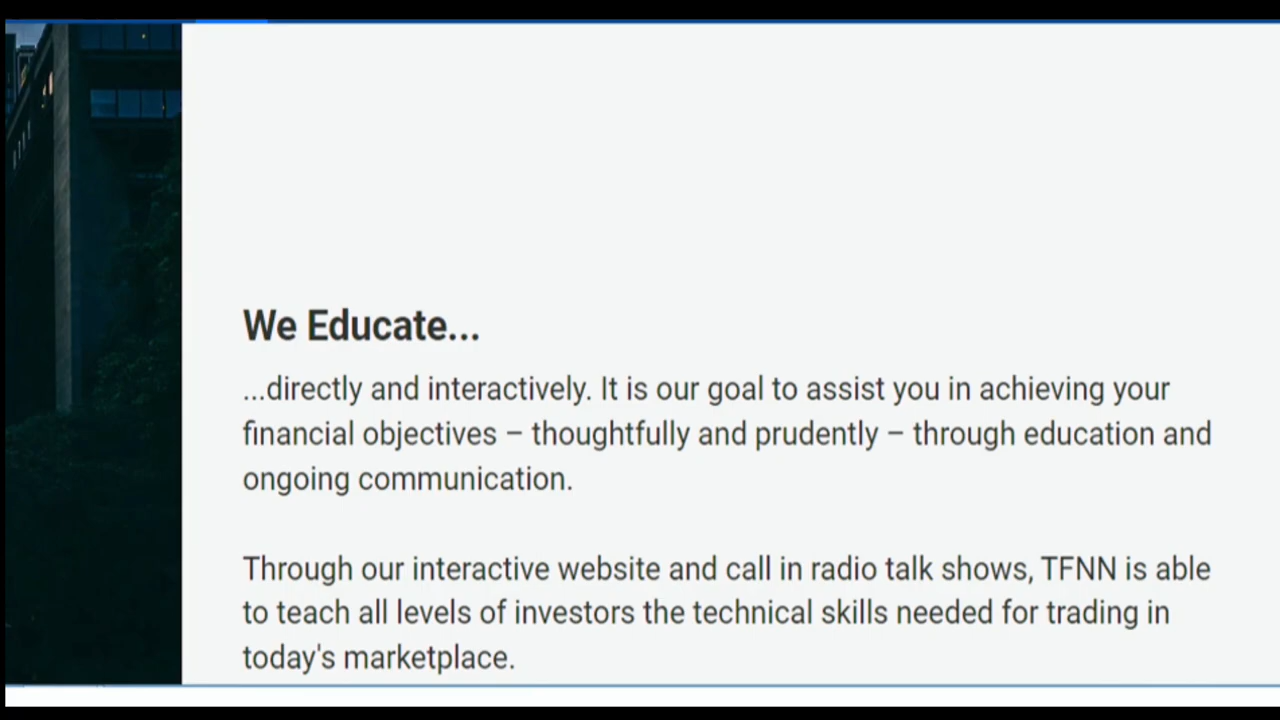 We Educate...
...directly and interactively. It is our goal to assist you in achieving your
financial objectives – thoughtfully and prudently – through education and
ongoing communication.
Through our interactive website and call in radio talk shows, TFNN is able
to teach all levels of investors the technical skills needed for trading in
today's marketplace.